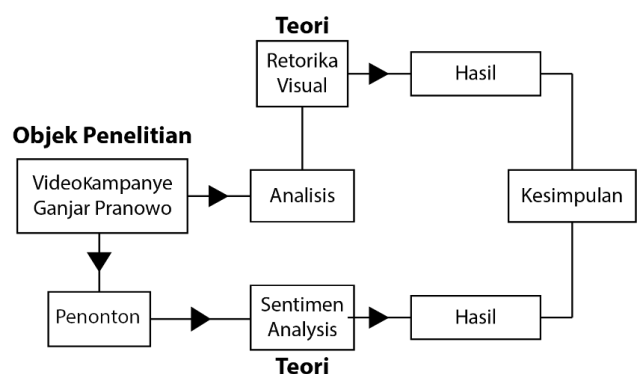 Teori
Retorika
Visual
Hasil
Objek Penelitian
VideoKampanye
Ganjar Pranowo
Analisis
Kesimpulan
Penonton
Sentimen
Analysis
Hasil
Teori